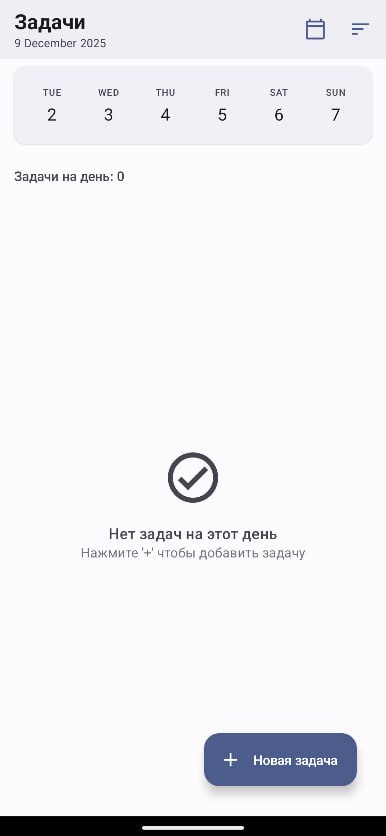 Задачи
9 December 2025
TUE WED THU FRI SAT SUN
2 3 4 5 6 7
Задачи на день: 0
Нет задач на этот день
Нажмите '+' чтобы добавить задачу
+ Новая задача